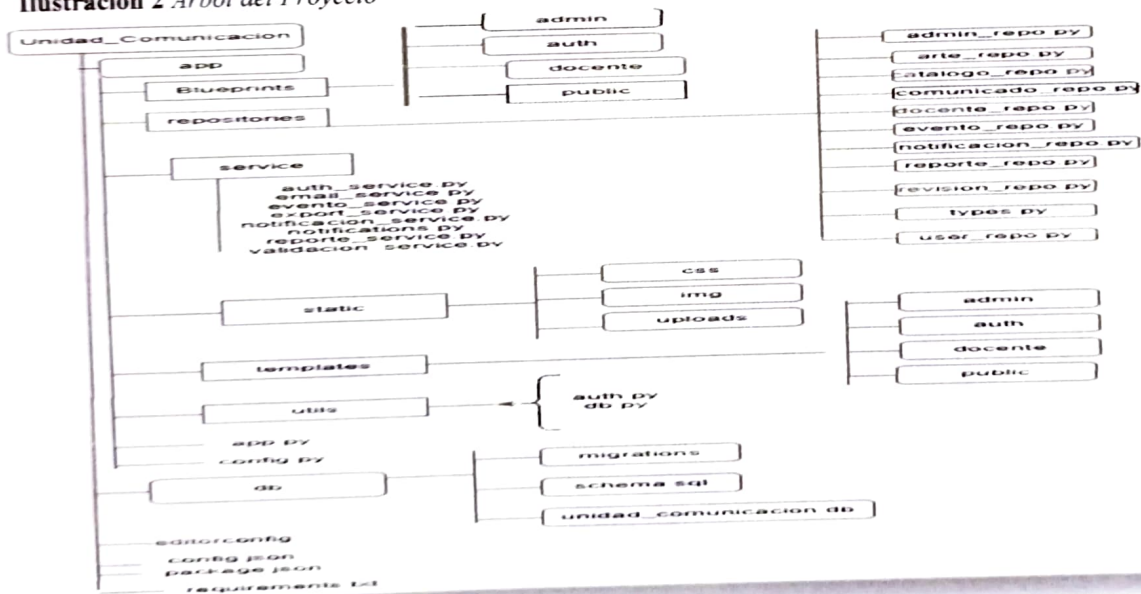 Ilustración 2 Árbol del Proyecto
Unidad_Comunicacion
app
Blueprints
admin
auth
docente
public
repositories
admin_repo.py
arte_repo.py
catalogo_repo.py
comunicado_repo.py
docente_repo.py
evento_repo.py
notificacion_repo.py
reporte_repo.py
revision_repo.py
types.py
user_repo.py
service
auth_service.py
email_service.py
evento_service.py
export_service.py
notificacion_service.py
notifications.py
reporte_service.py
validacion_service.py
static
css
img
uploads
templates
admin
auth
docente
public
utils
auth.py
db.py
app.py
config.py
db
migrations
schema.sql
unidad_comunicacion.db
editorconfig
config.json
package.json
requirements.txt